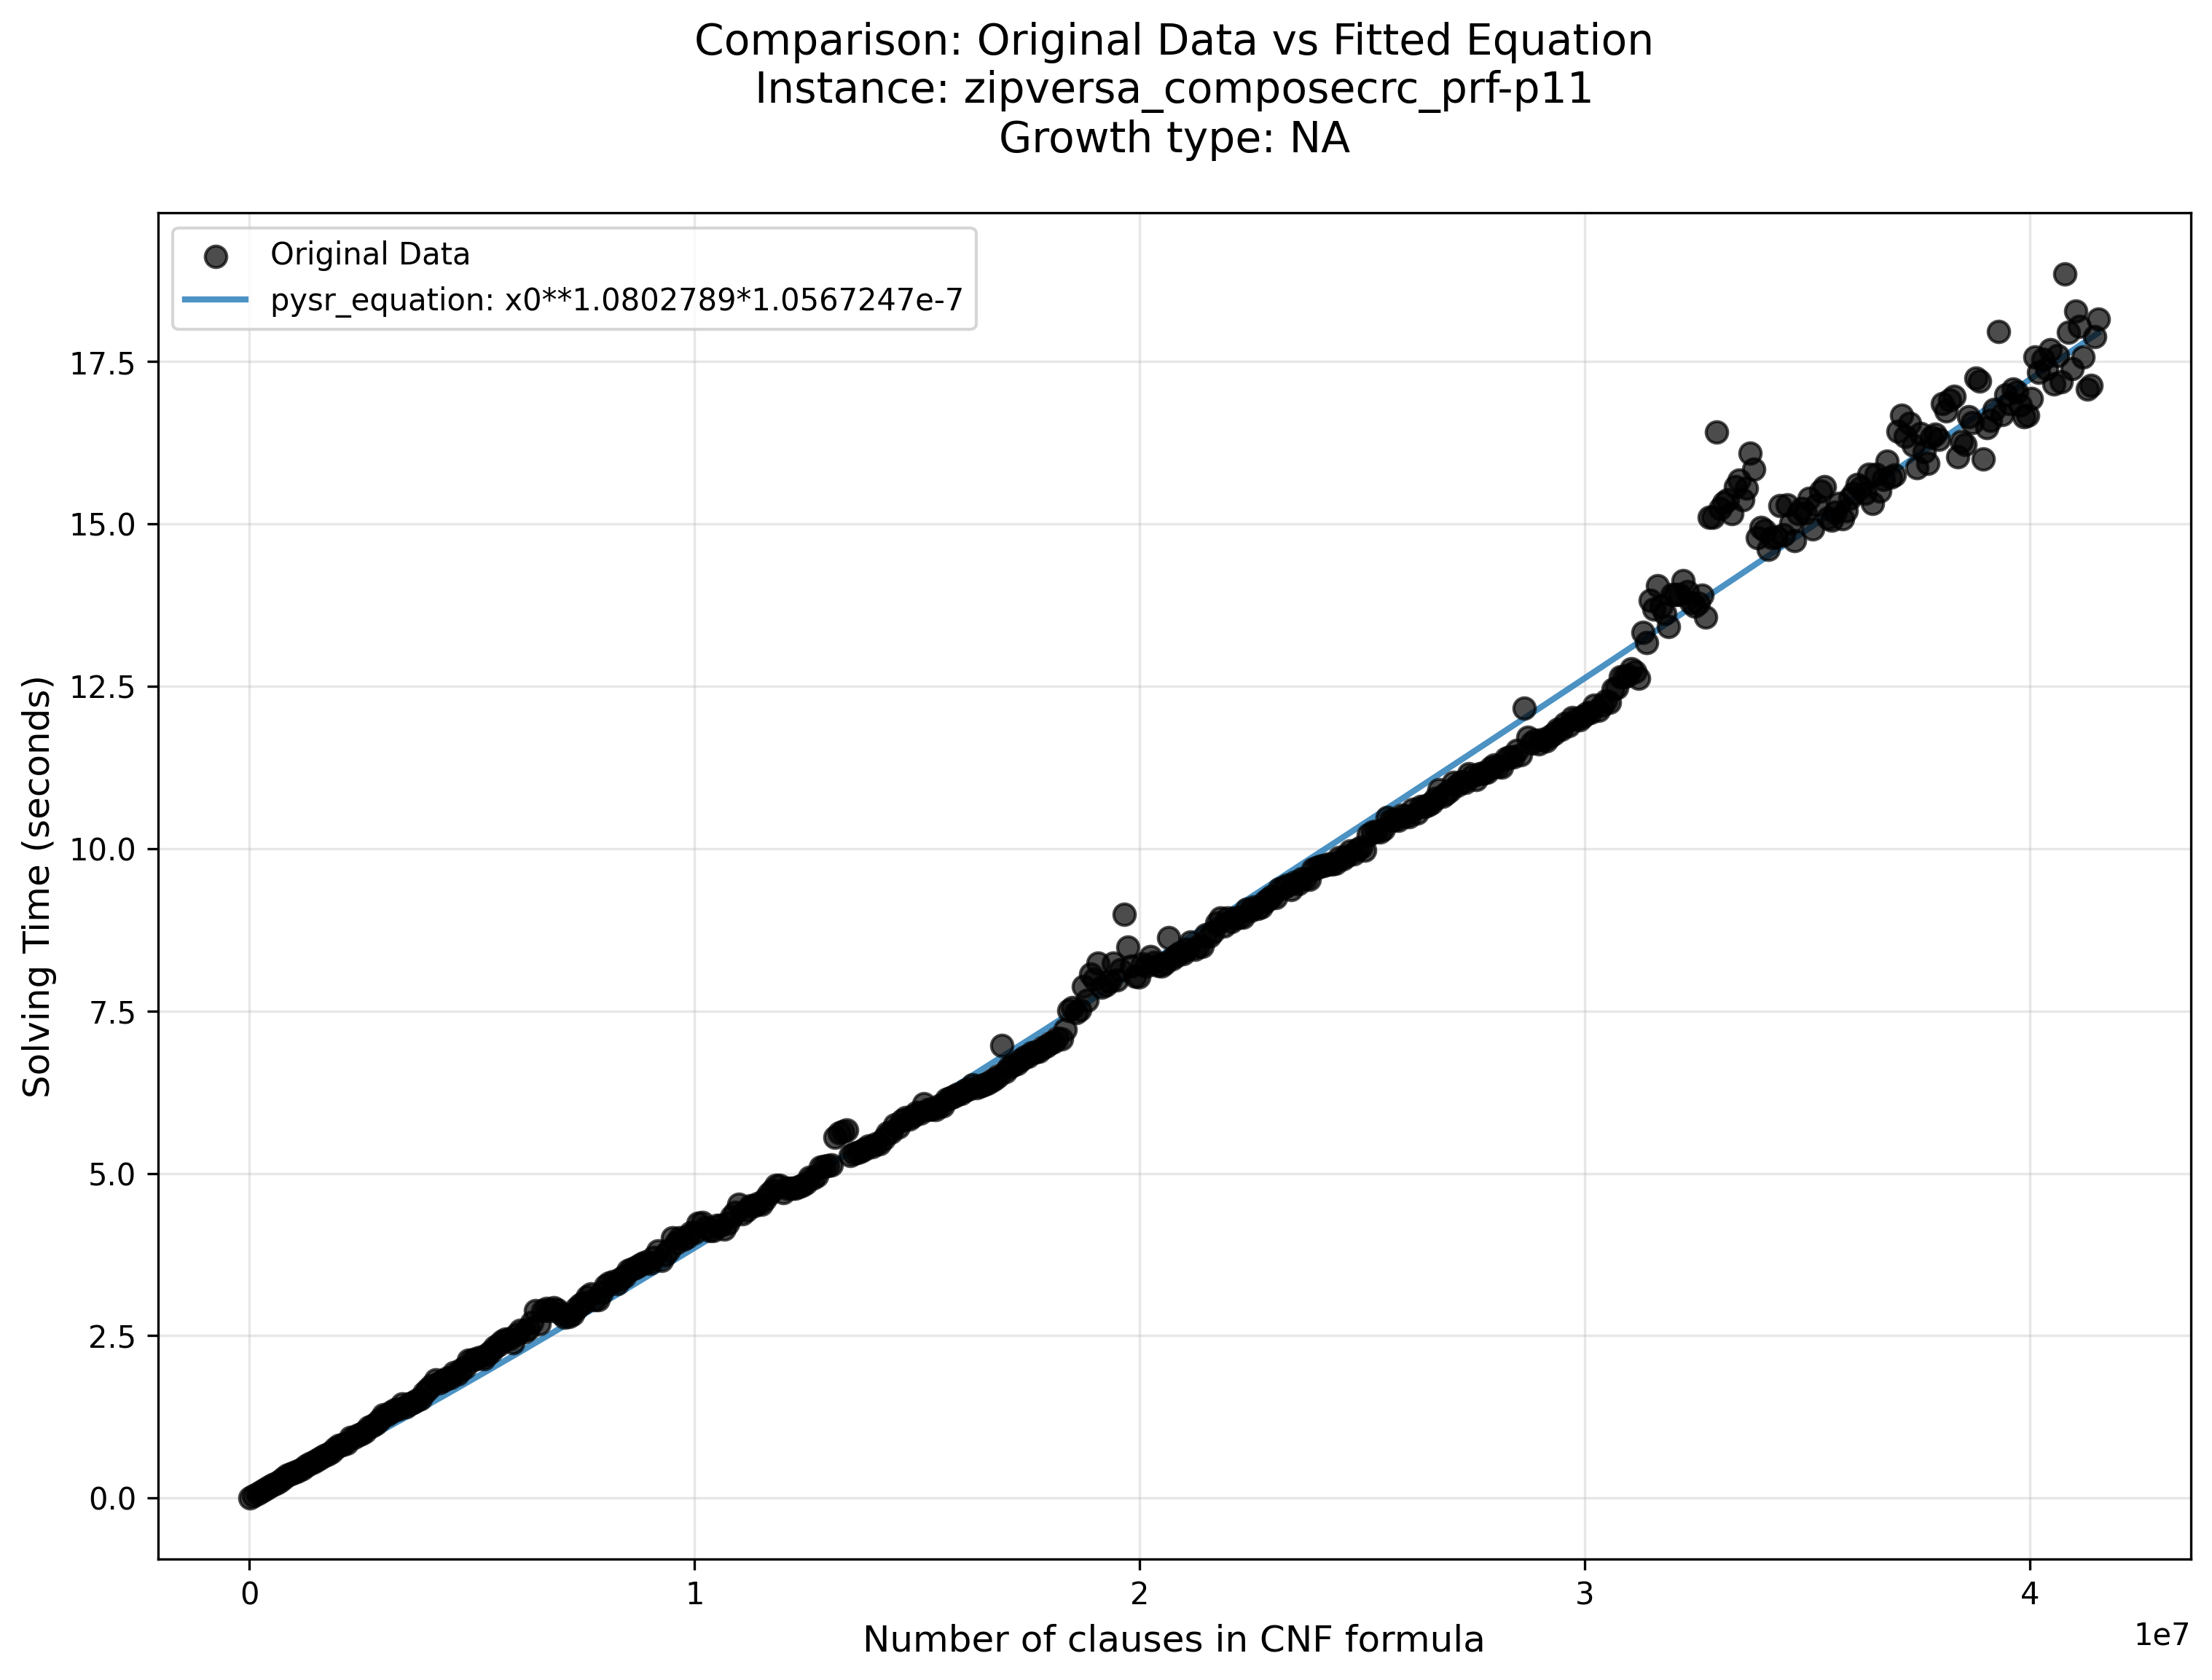 Comparison: Original Data vs Fitted Equation
Instance: zipversa_composecrc_prf-p11
Growth type: NA
Original Data
pysr_equation: x0**1.0802789*1.0567247e-7
Solving Time (seconds)
17.5
15.0
12.5
10.0
7.5
5.0
2.5
0.0
0 1 2 3 4
1e7
Number of clauses in CNF formula